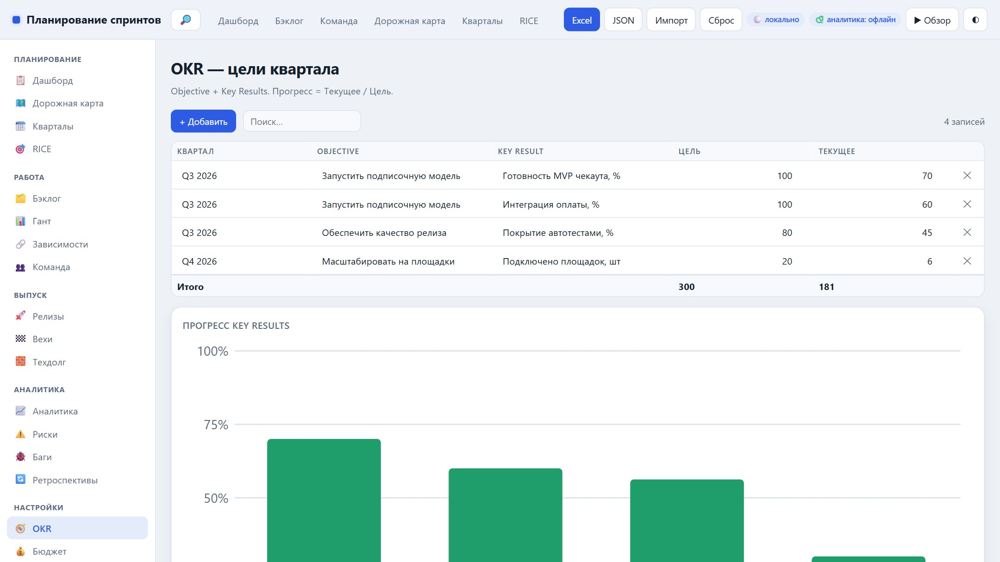 Планирование спринтов
Дашборд Бэклог Команда Дорожная карта Кварталы RICE
Excel JSON Импорт Сброс локально аналитика: офлайн ▶ Обзор
ПЛАНИРОВАНИЕ
Дашборд
Дорожная карта
Кварталы
RICE
РАБОТА
Бэклог
Гант
Зависимости
Команда
ВЫПУСК
Релизы
Вехи
Техдолг
АНАЛИТИКА
Аналитика
Риски
Баги
Ретроспективы
НАСТРОЙКИ
OKR
Бюджет
OKR — цели квартала
Objective + Key Results. Прогресс = Текущее / Цель.
+ Добавить Поиск... 4 записей
КВАРТАЛ OBJECTIVE KEY RESULT ЦЕЛЬ ТЕКУЩЕЕ
Q3 2026 Запустить подписочную модель Готовность MVP чекаута, % 100 70
Q3 2026 Запустить подписочную модель Интеграция оплаты, % 100 60
Q3 2026 Обеспечить качество релиза Покрытие автотестами, % 80 45
Q4 2026 Масштабировать на площадки Подключено площадок, шт 20 6
Итого 300 181
ПРОГРЕСС KEY RESULTS
100%
75%
50%